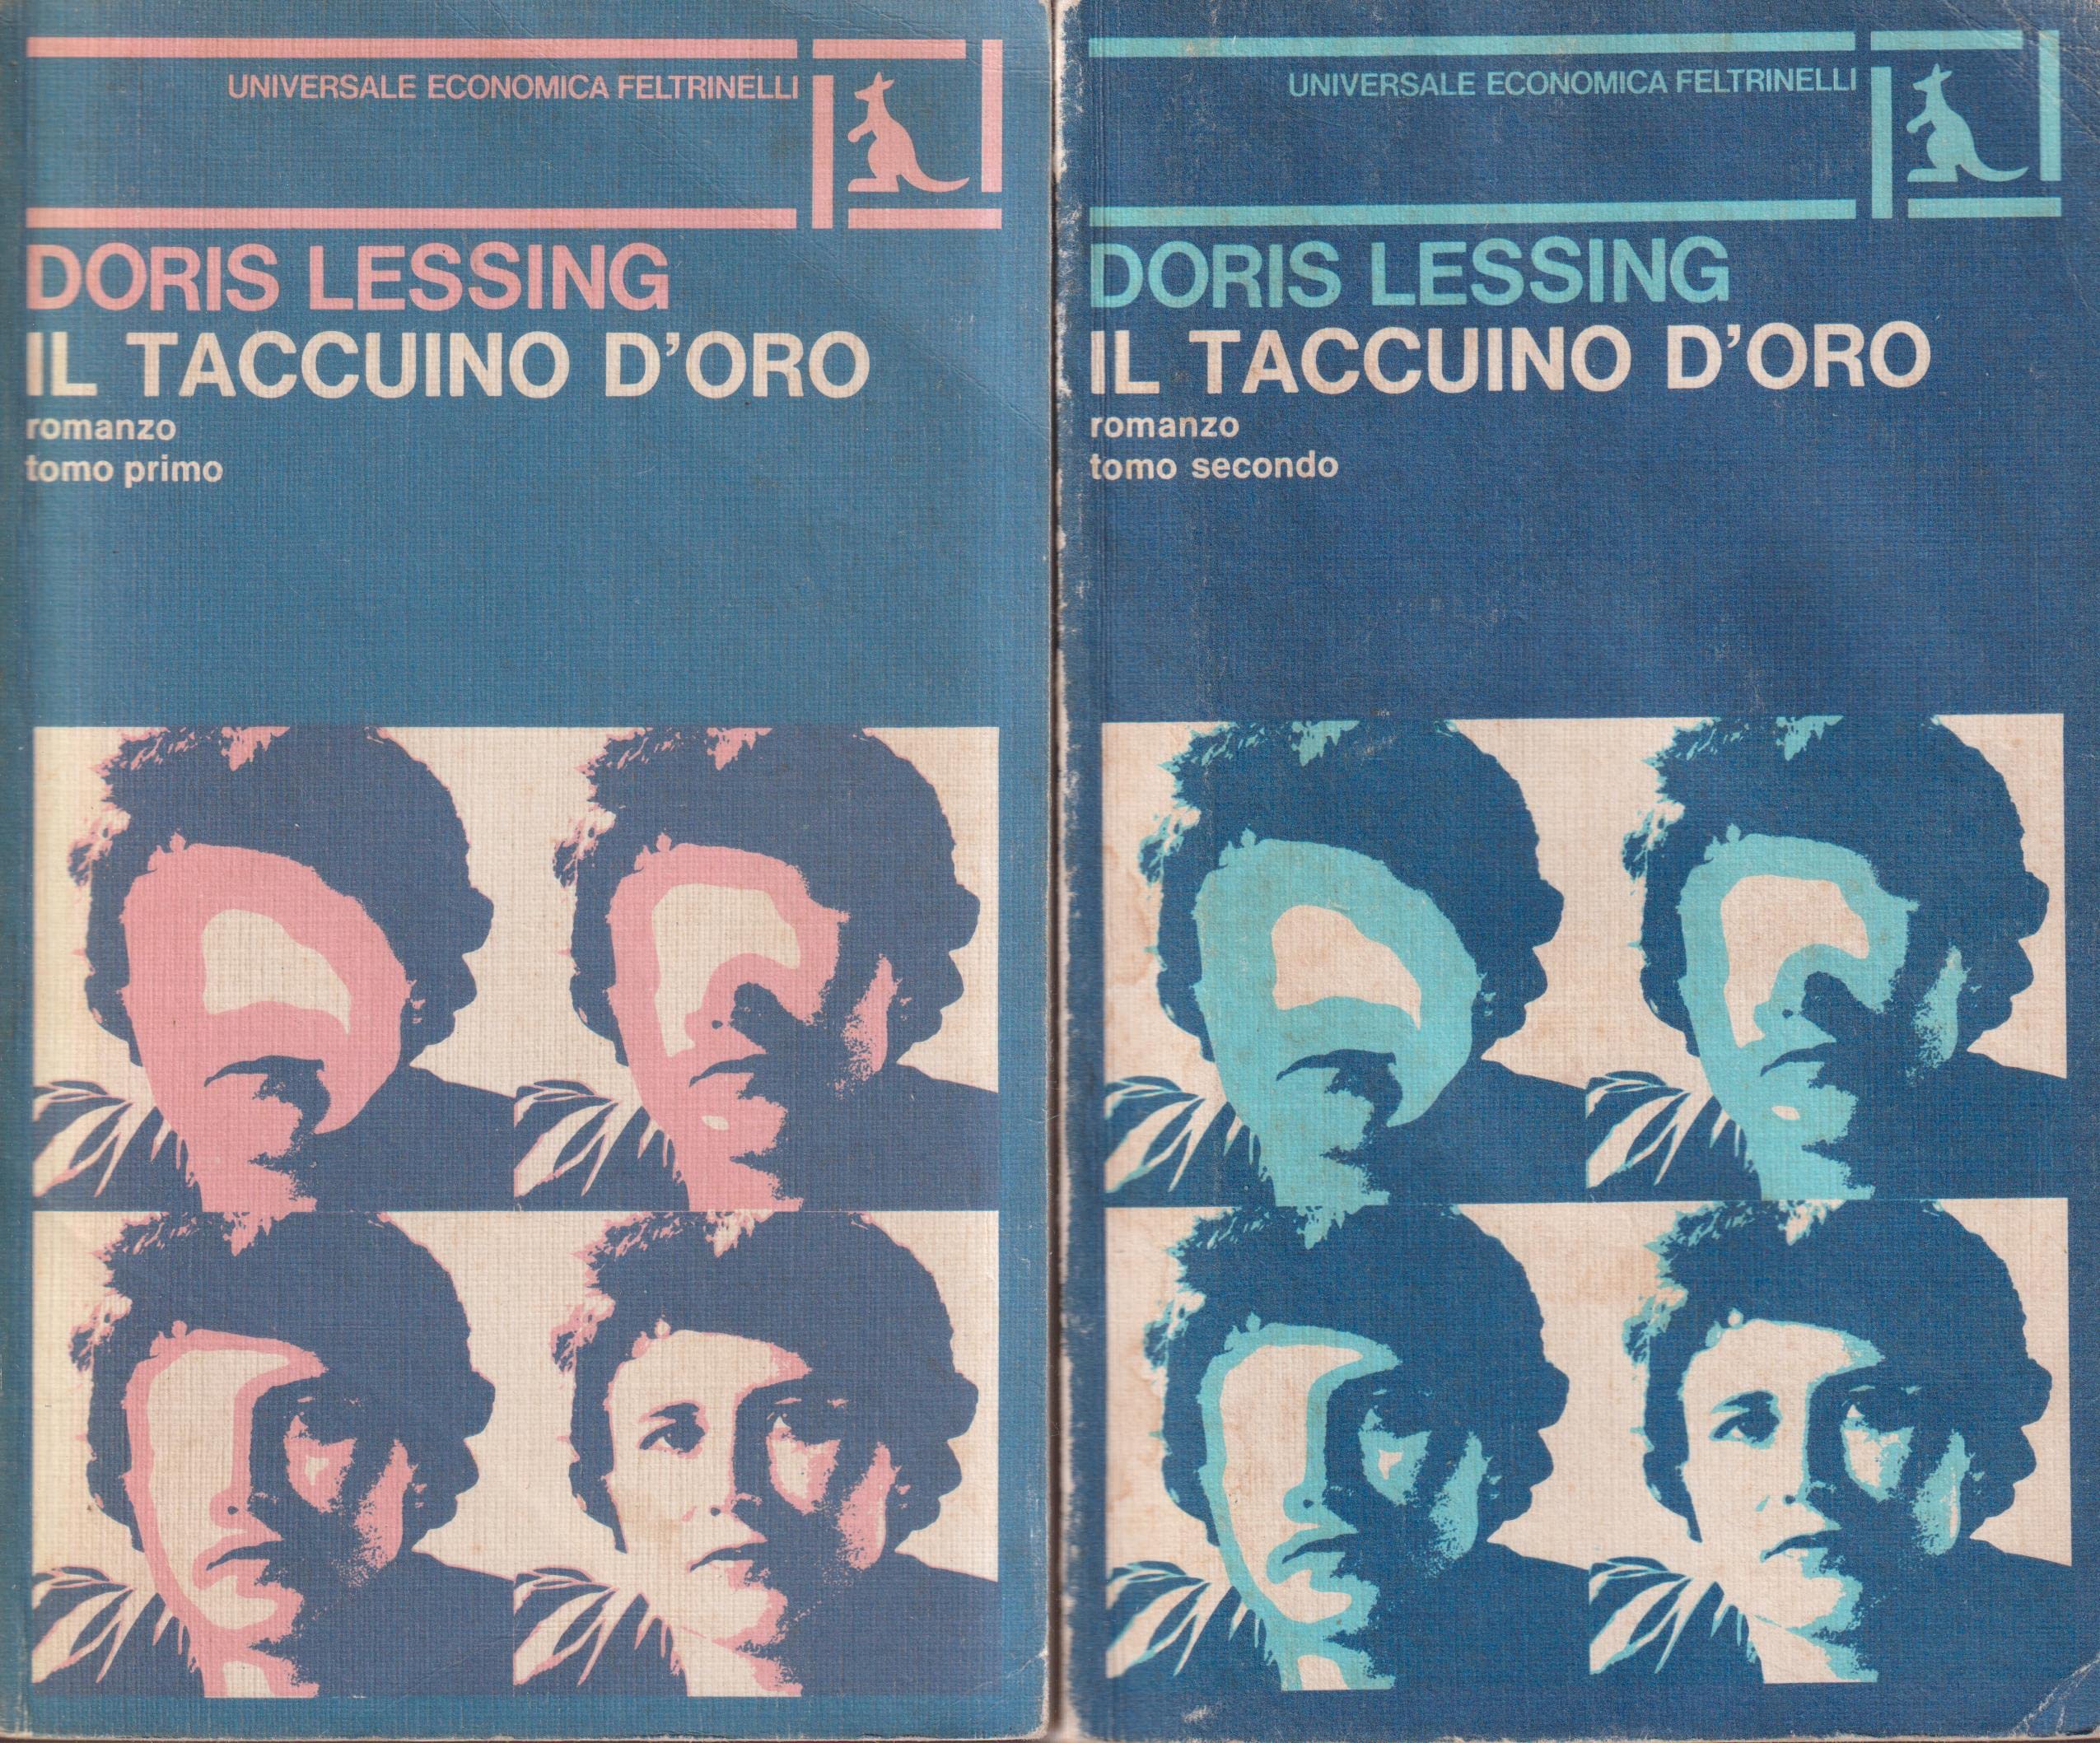 UNIVERSALE ECONOMICA FELTRINELLI
DORIS LESSING
IL TACCUINO D'ORO
romanzo
tomo primo
UNIVERSALE ECONOMICA FELTRINELLI
DORIS LESSING
IL TACCUINO D'ORO
romanzo
tomo secondo